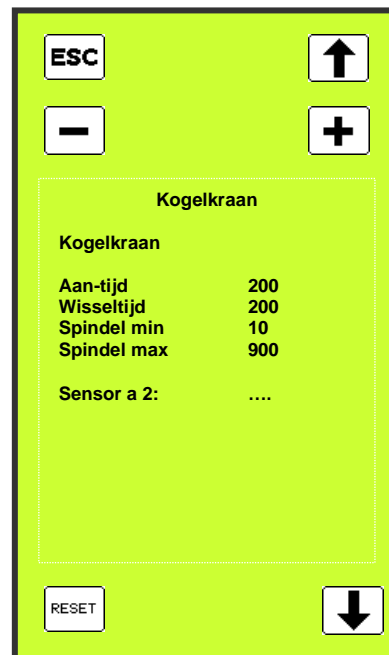 ESC
Kogelkraan
Kogelkraan
Aan-tijd 200
Wisseltijd 200
Spindel min 10
Spindel max 900
Sensor a 2: ....
RESET